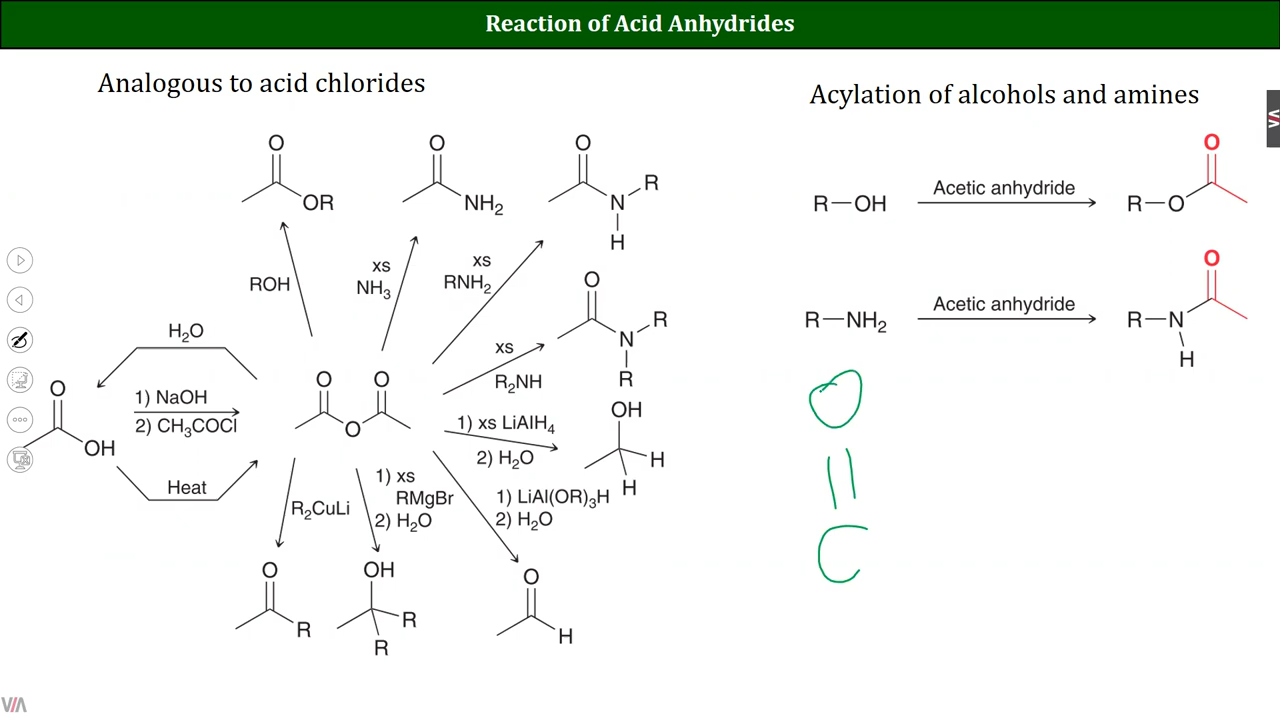 Reaction of Acid Anhydrides
Analogous to acid chlorides
Acylation of alcohols and amines
O
OR
O
NH₂
O
N
R
H
ROH
xs
NH₃
xs
RNH₂
O
N
R
R
xs
R₂NH
H₂O
O
OH
1) NaOH
2) CH₃COCl
Heat
O
O
O
1) xs LiAlH₄
2) H₂O
OH
H
H
R₂CuLi
1) xs
RMgBr
2) H₂O
1) LiAl(OR)₃H
2) H₂O
O
R
OH
R
R
O
H
R—OH
Acetic anhydride
R—O
O
R—NH₂
Acetic anhydride
R—N
H
O
O
C
VIA
VIA